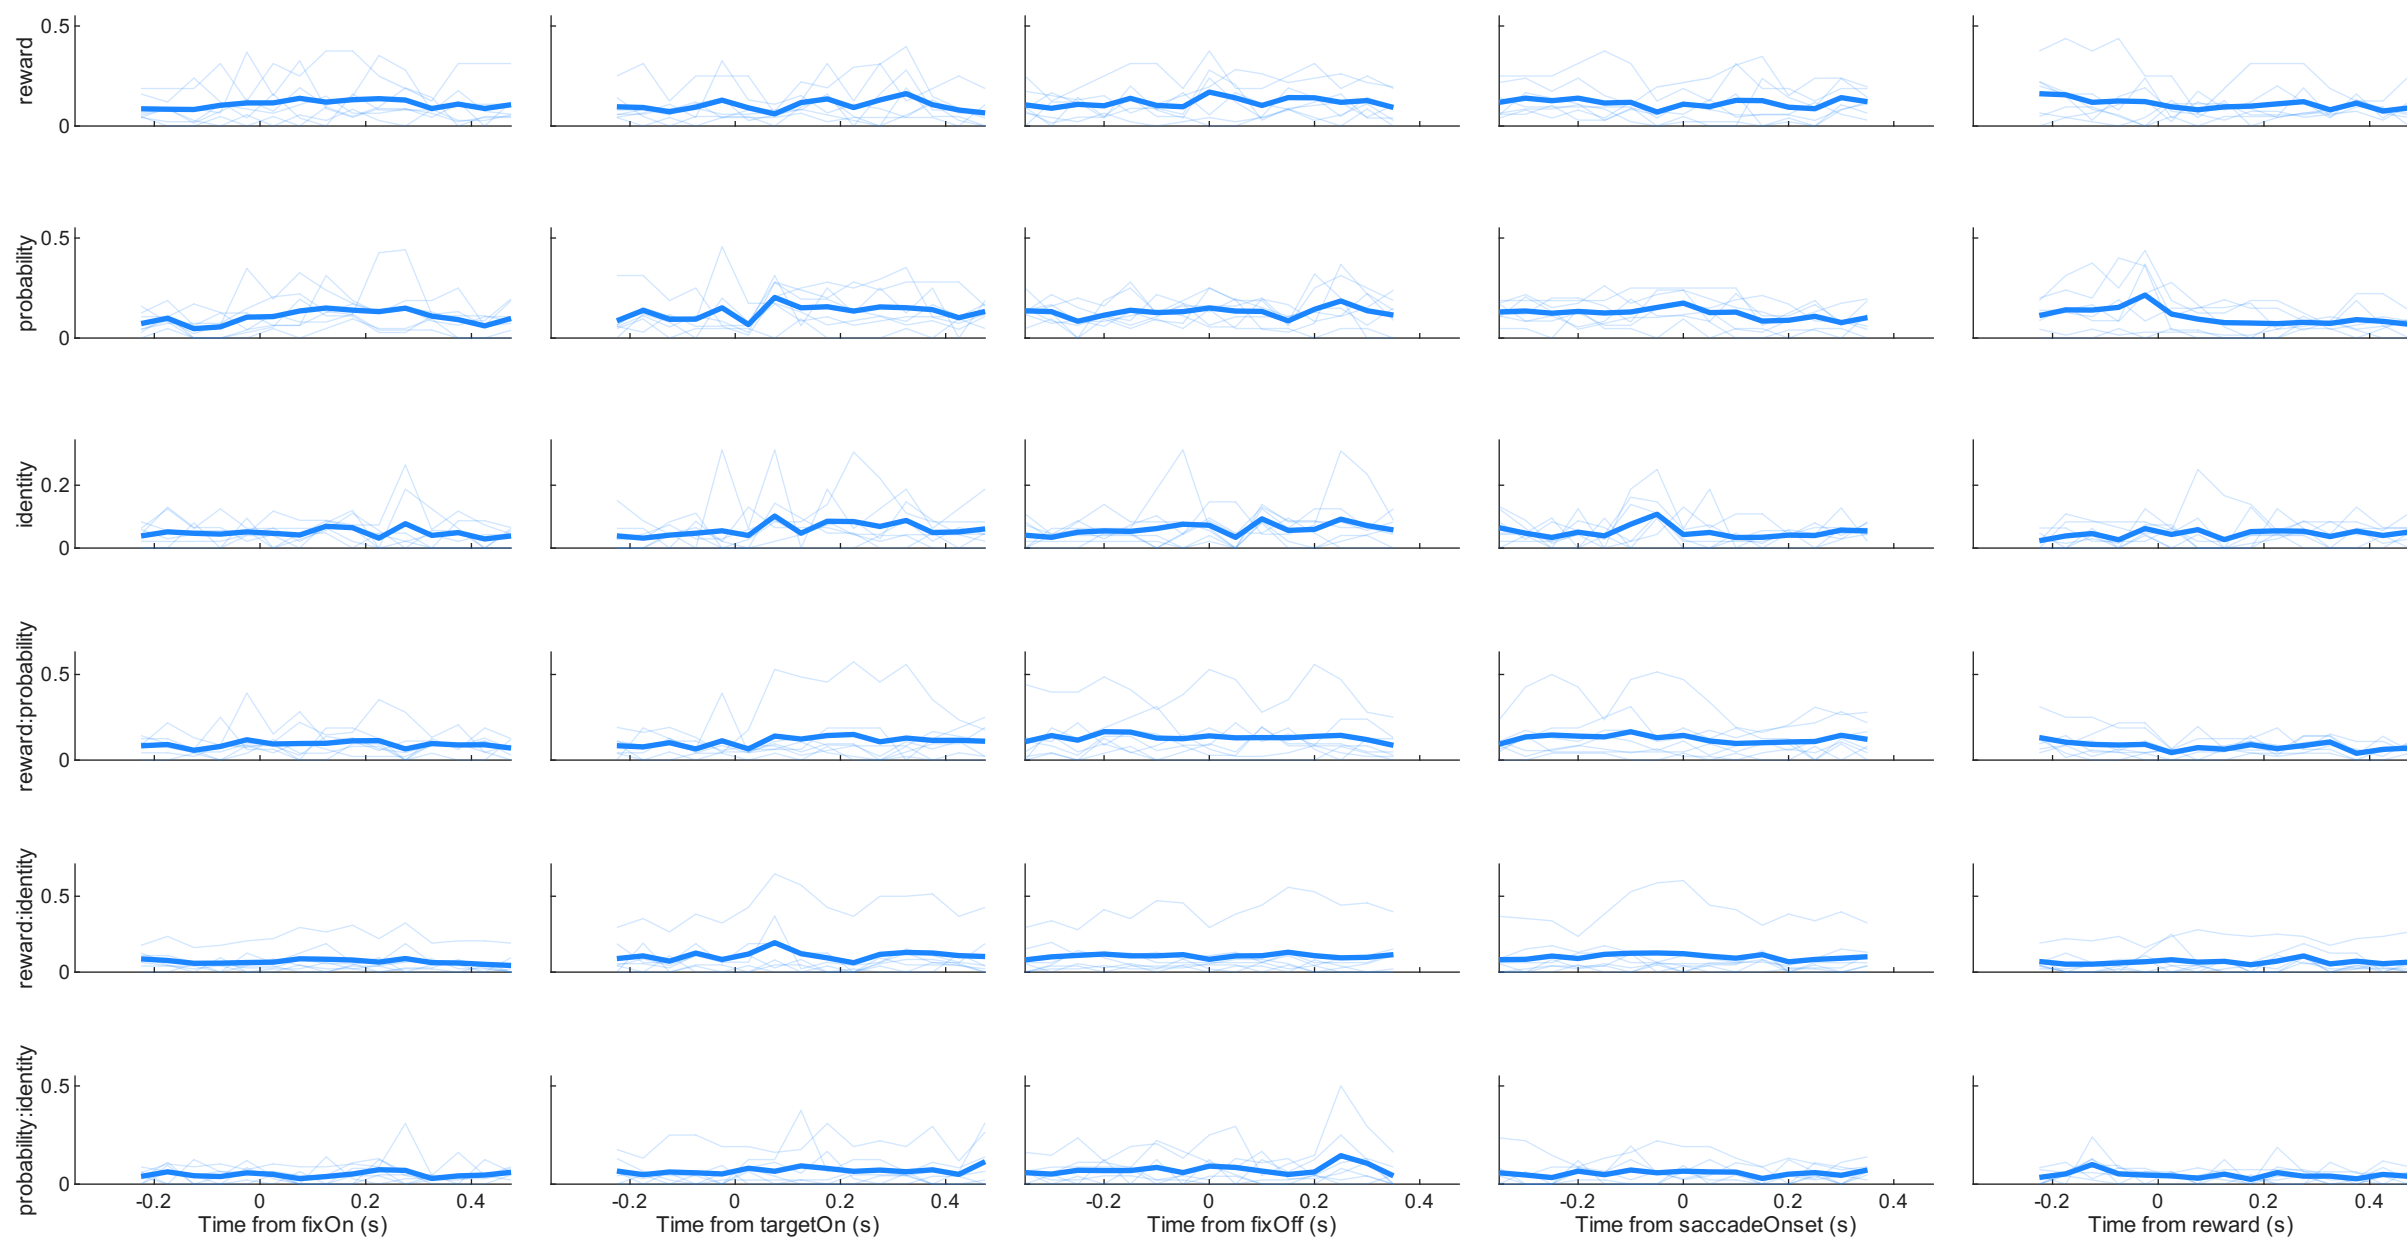 reward
0.5
0
probability
0.5
0
identity
0.2
0
reward:probability
0.5
0
reward:identity
0.5
0
probability:identity
0.5
0
-0.2 0 0.2 0.4
Time from fixOn (s)
-0.2 0 0.2 0.4
Time from targetOn (s)
-0.2 0 0.2 0.4
Time from fixOff (s)
-0.2 0 0.2 0.4
Time from saccadeOnset (s)
-0.2 0 0.2 0.4
Time from reward (s)